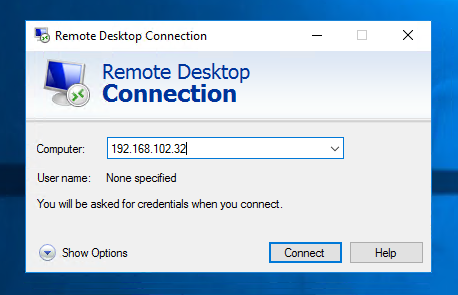 Remote Desktop Connection
Remote Desktop
Connection
Computer: 192.168.102.32
User name: None specified
You will be asked for credentials when you connect.
Show Options Connect Help